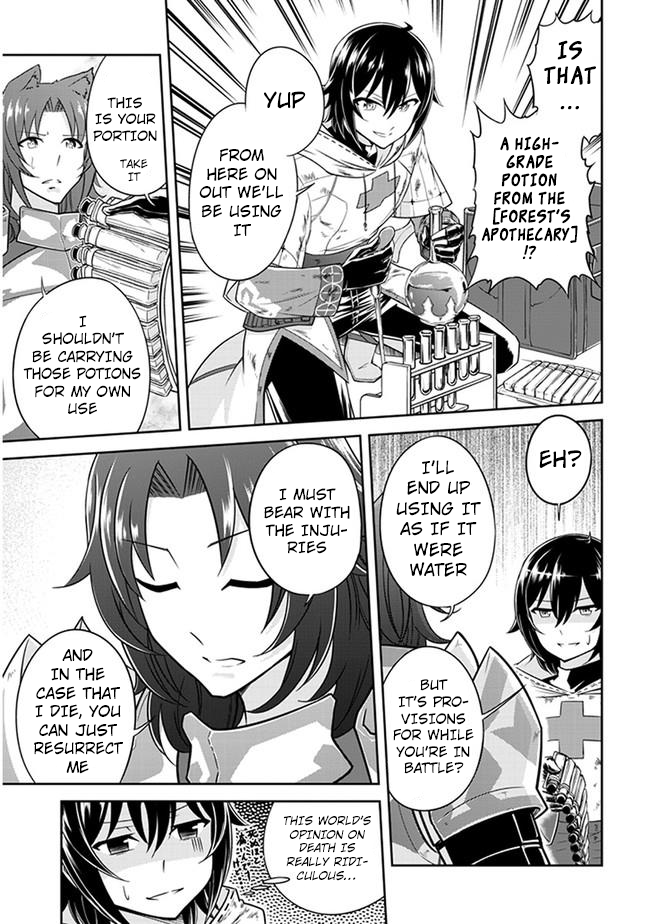 IS
THAT
...
A HIGH-
GRADE
POTION
FROM THE
[FOREST'S
APOTHECARY]
!?
YUP
FROM
HERE ON
OUT WE'LL
BE USING
IT
THIS
IS YOUR
PORTION
TAKE
IT
I
SHOULDN'T
BE CARRYING
THOSE POTIONS
FOR MY OWN
USE
EH?
I'LL
END UP
USING IT
AS IF IT
WERE
WATER
BUT
IT'S PRO-
VISIONS
FOR WHILE
YOU'RE IN
BATTLE?
I MUST
BEAR WITH
THE INJU-
RIES
AND
IN THE
CASE THAT
I DIE, YOU
CAN JUST
RESURRECT
ME
THIS WORLD'S
OPINION ON
DEATH IS
REALLY RIDI-
CULOUS...